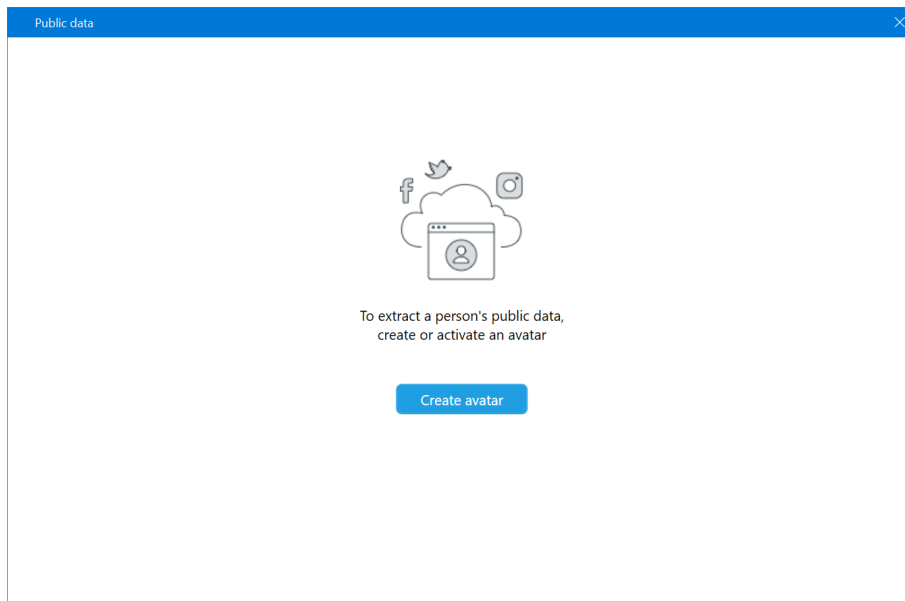 Public data
To extract a person's public data,
create or activate an avatar
Create avatar